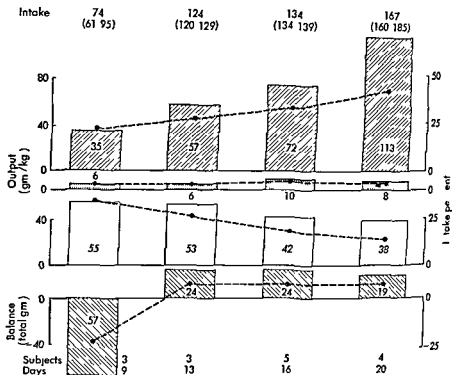 Intake 74 124 134 167
(61 95) (120 129) (134 139) (160 185)
80 50
40 25
35 57 72 113
0 0
Output
(gm/kg)
6 6 10 8
0 0
40 25
55 53 42 38
0 0
57 24 24 19
0
Balance
(total gm)
-40
-25
Subjects 3 3 5 4
Days 9 13 16 20